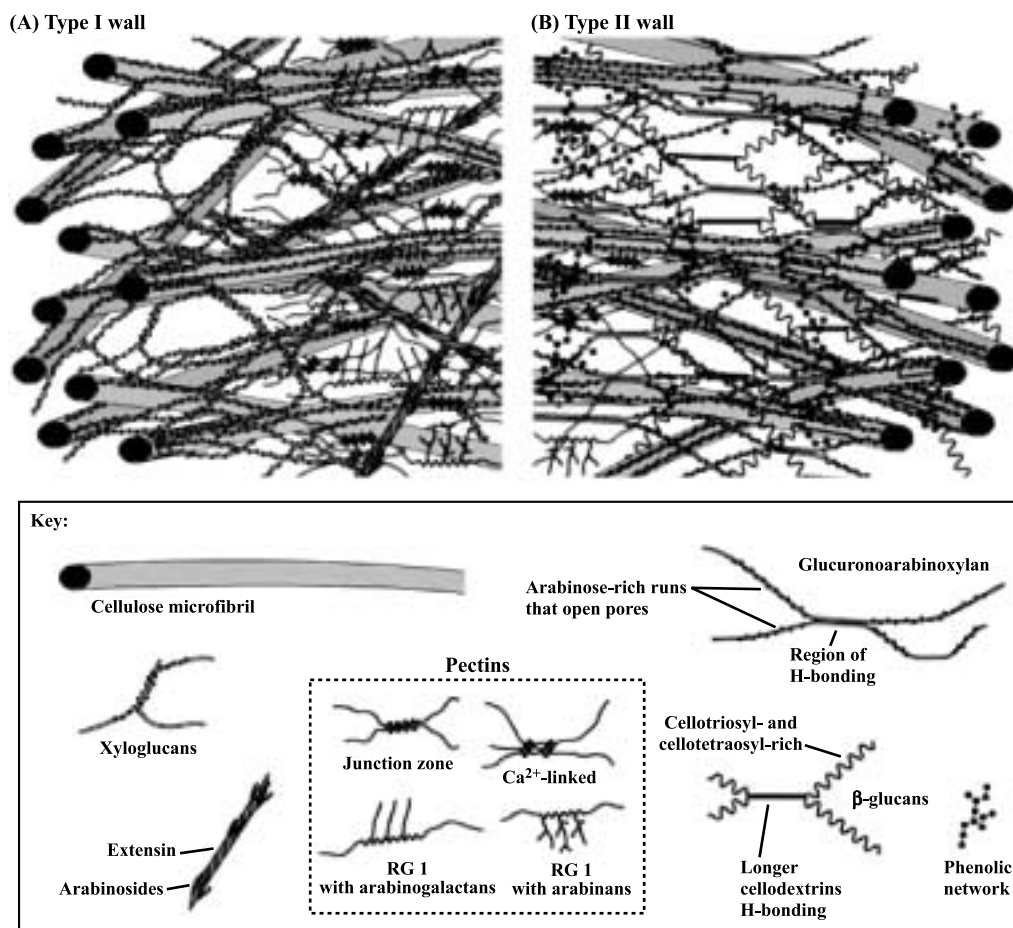 (A) Type I wall
(B) Type II wall
Key:
Cellulose microfibril
Glucuronoarabinoxylan
Arabinose-rich runs
that open pores
Region of
H-bonding
Xyloglucans
Pectins
Junction zone
Ca²⁺-linked
RG 1
with arabinogalactans
RG 1
with arabinans
Extensin
Arabinosides
Cellotriosyl- and
cellotetraosyl-rich
β-glucans
Longer
cellodextrins
H-bonding
Phenolic
network